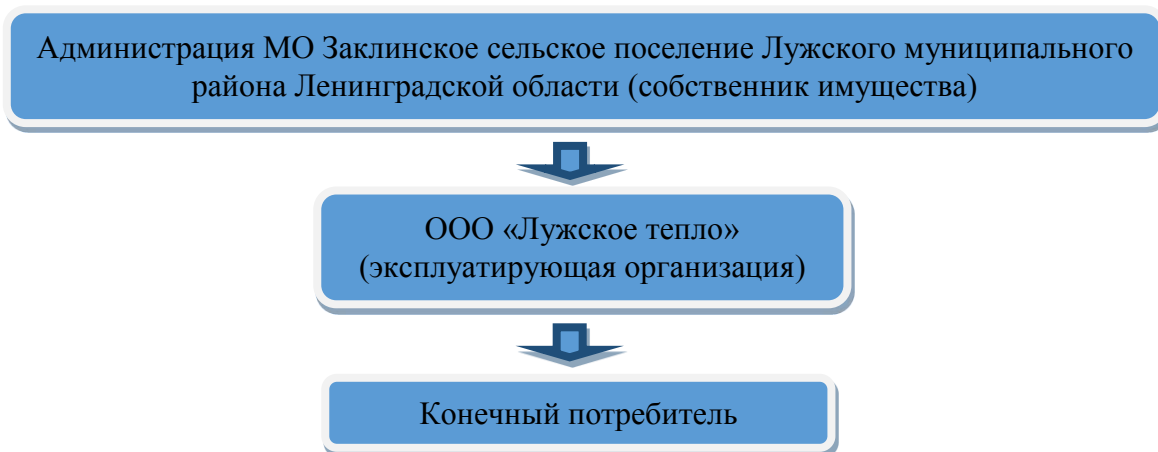 Администрация МО Заклинское сельское поселение Лужского муниципального
района Ленинградской области (собственник имущества)
ООО «Лужское тепло»
(эксплуатирующая организация)
Конечный потребитель